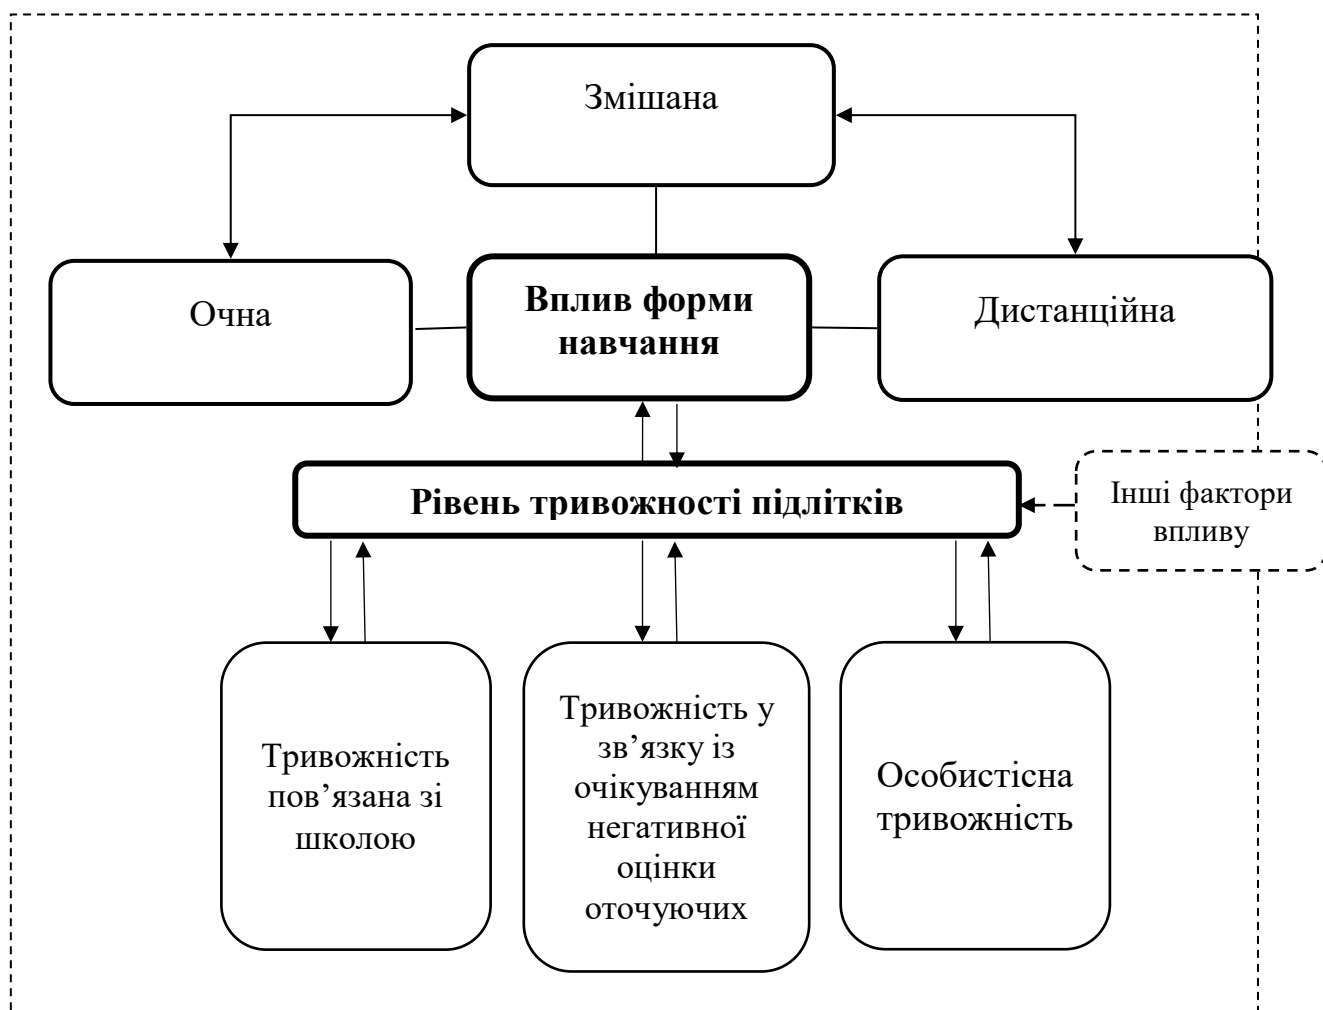 Змішана
Очна
Вплив форми
навчання
Дистанційна
Рівень тривожності підлітків
Інші фактори
впливу
Тривожність
пов’язана зі
школою
Тривожність у
зв’язку із
очікуванням
негативної
оцінки
оточуючих
Особистісна
тривожність